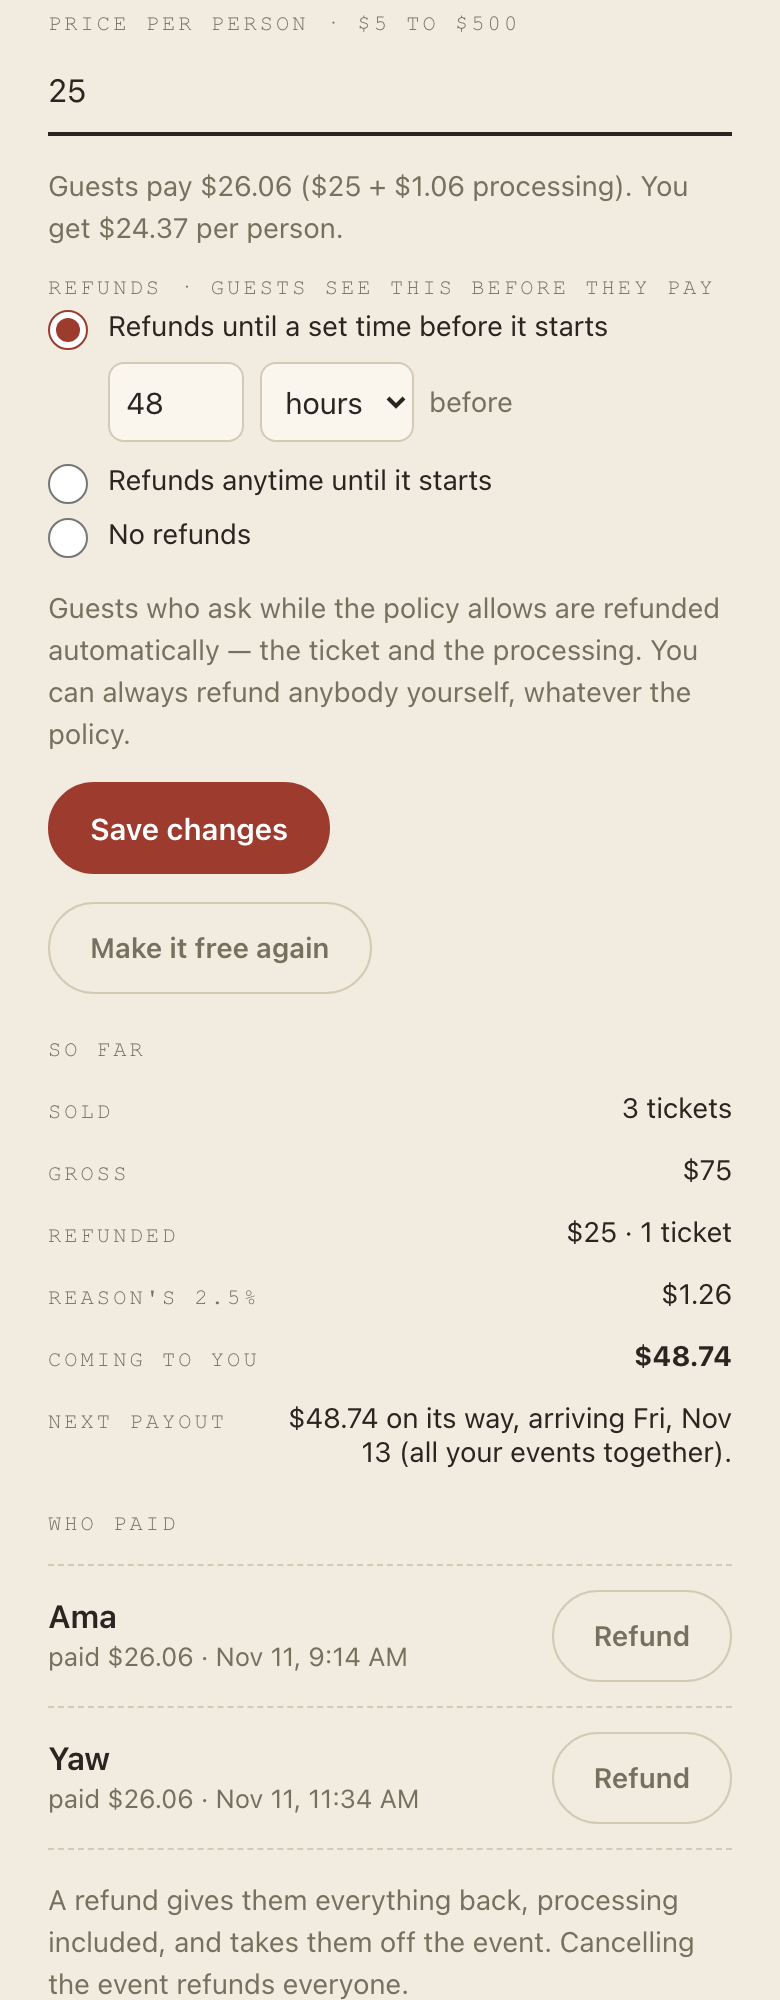 PRICE PER PERSON · $5 TO $500
25
Guests pay $26.06 ($25 + $1.06 processing). You
get $24.37 per person.
REFUNDS · GUESTS SEE THIS BEFORE THEY PAY
Refunds until a set time before it starts
48 hours before
Refunds anytime until it starts
No refunds
Guests who ask while the policy allows are refunded
automatically — the ticket and the processing. You
can always refund anybody yourself, whatever the
policy.
Save changes
Make it free again
SO FAR
SOLD 3 tickets
GROSS $75
REFUNDED $25 · 1 ticket
REASON'S 2.5% $1.26
COMING TO YOU $48.74
NEXT PAYOUT $48.74 on its way, arriving Fri, Nov
13 (all your events together).
WHO PAID
Ama
paid $26.06 · Nov 11, 9:14 AM
Refund
Yaw
paid $26.06 · Nov 11, 11:34 AM
Refund
A refund gives them everything back, processing
included, and takes them off the event. Cancelling
the event refunds everyone.